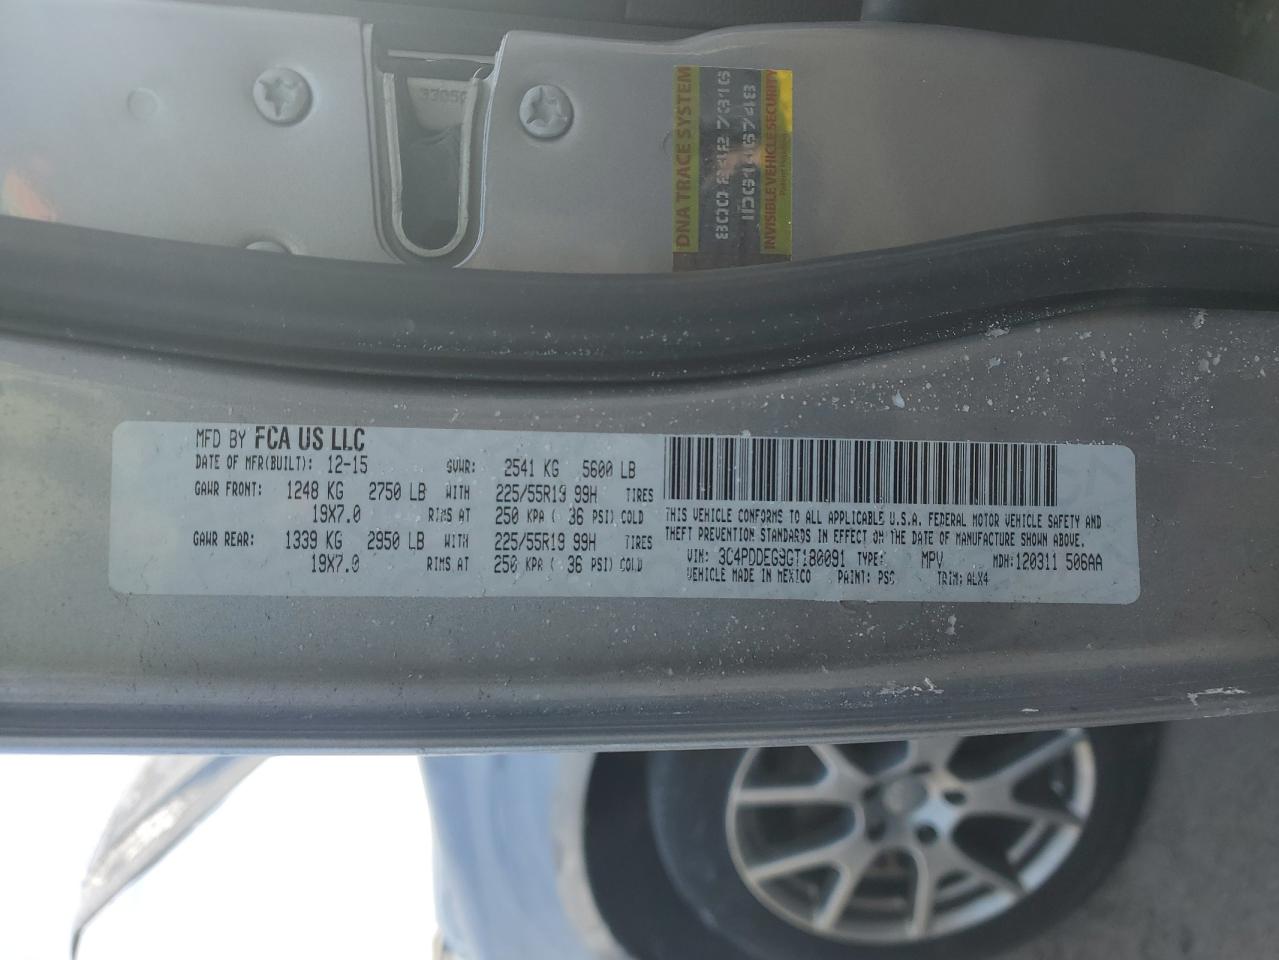 33056
DNA TRACE SYSTEM
INVISIBLE VEHICLE SECURITY
MFD BY FCA US LLC
DATE OF MFR(BUILT): 12-15 GVWR: 2541 KG 5600 LB
GAWR FRONT: 1248 KG 2750 LB WITH 225/55R19 99H TIRES
19X7.0 RIMS AT 250 KPA ( 36 PSI) COLD
GAWR REAR: 1339 KG 2950 LB WITH 225/55R19 99H TIRES
19X7.0 RIMS AT 250 KPA ( 36 PSI) COLD
THIS VEHICLE CONFORMS TO ALL APPLICABLE U.S.A. FEDERAL MOTOR VEHICLE SAFETY AND
THEFT PREVENTION STANDARDS IN EFFECT ON THE DATE OF MANUFACTURE SHOWN ABOVE.
VIN: 3C4PDDEG9GT180091 TYPE: MPV MDH:120311 506AA
VEHICLE MADE IN MEXICO PAINT: PSC TRIM: ALX4